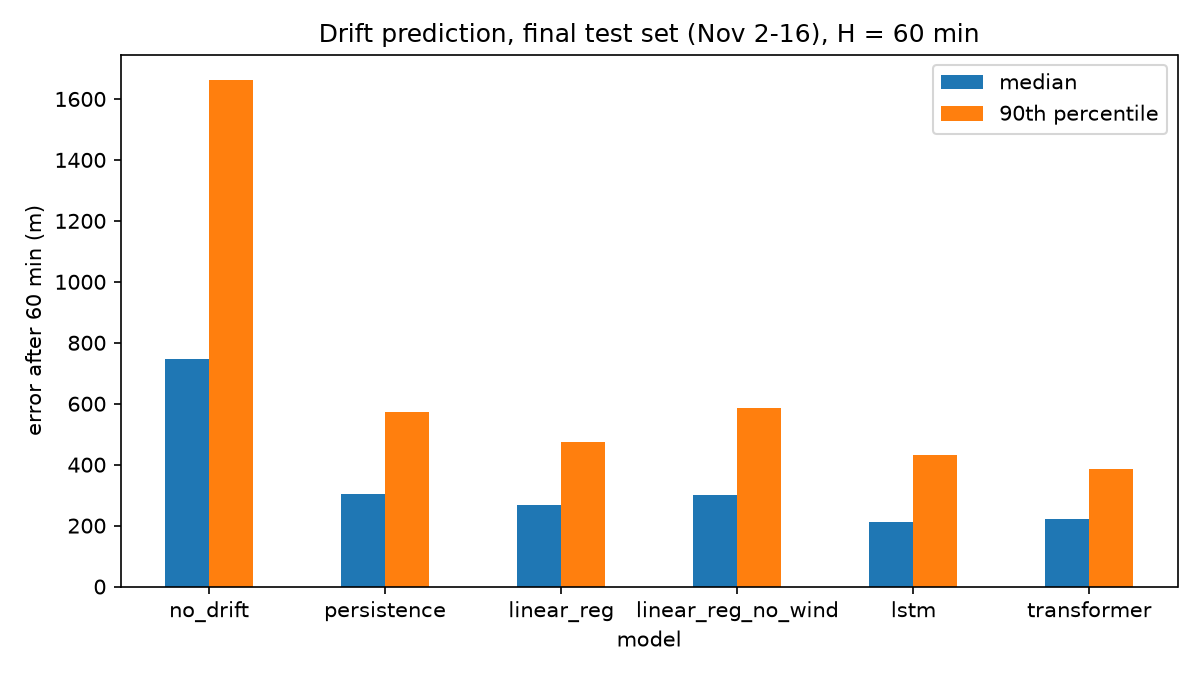 Drift prediction, final test set (Nov 2-16), H = 60 min
median
90th percentile
error after 60 min (m)
1600
1400
1200
1000
800
600
400
200
0
no_drift persistence linear_reg linear_reg_no_wind lstm transformer
model